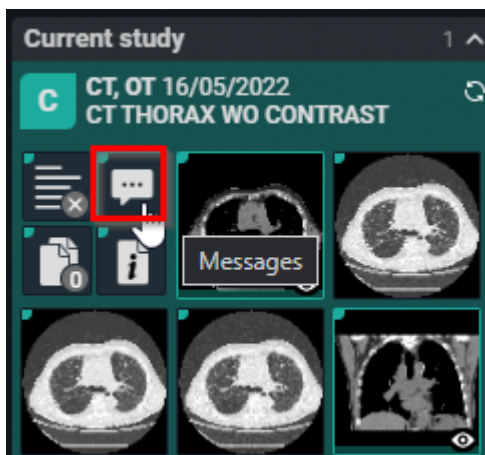 Current study 1
C
CT, OT 16/05/2022
CT THORAX WO CONTRAST
0
i
Messages